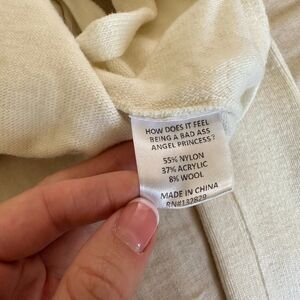 HOW DOES IT FEEL
BEING A BAD ASS
ANGEL PRINCESS?
55% NYLON
37% ACRYLIC
8% WOOL
MADE IN CHINA
RN#132829